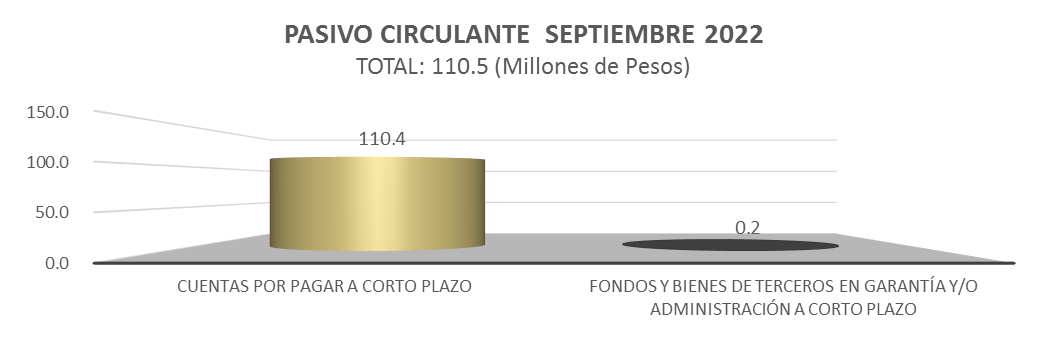 PASIVO CIRCULANTE  SEPTIEMBRE 2022
TOTAL: 110.5 (Millones de Pesos)
150.0
100.0
50.0
0.0
110.4
0.2
CUENTAS POR PAGAR A CORTO PLAZO
FONDOS Y BIENES DE TERCEROS EN GARANTÍA Y/O
ADMINISTRACIÓN A CORTO PLAZO